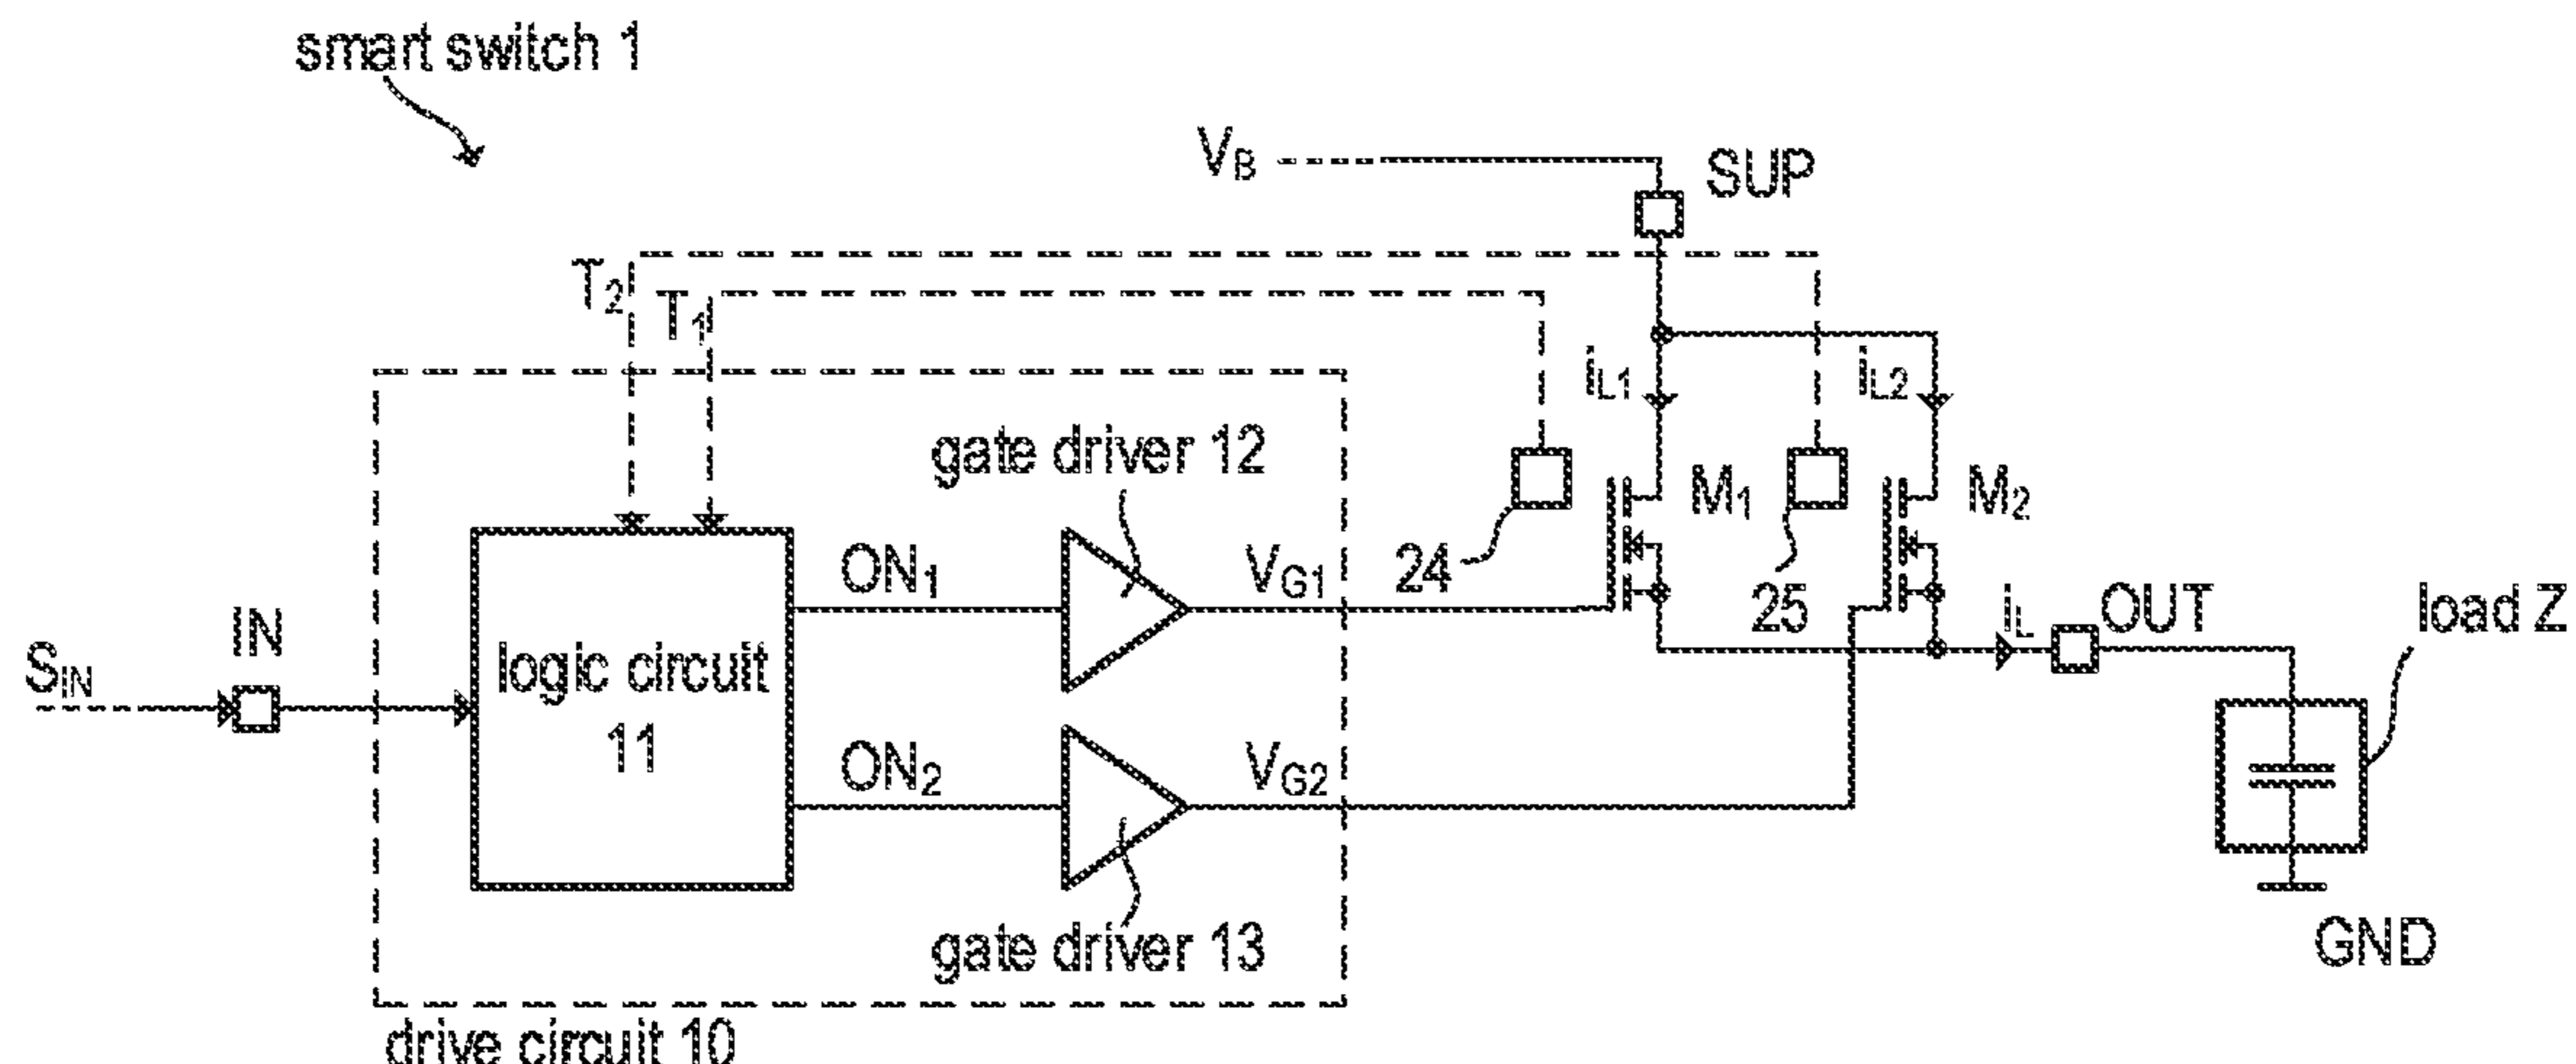 smart switch 1
VB
SUP
T2
T1
iL1
iL2
gate driver 12
M1
M2
24
25
ON1
VG1
iL
OUT
load Z
IN
SIN
logic circuit
11
ON2
VG2
gate driver 13
GND
drive circuit 10